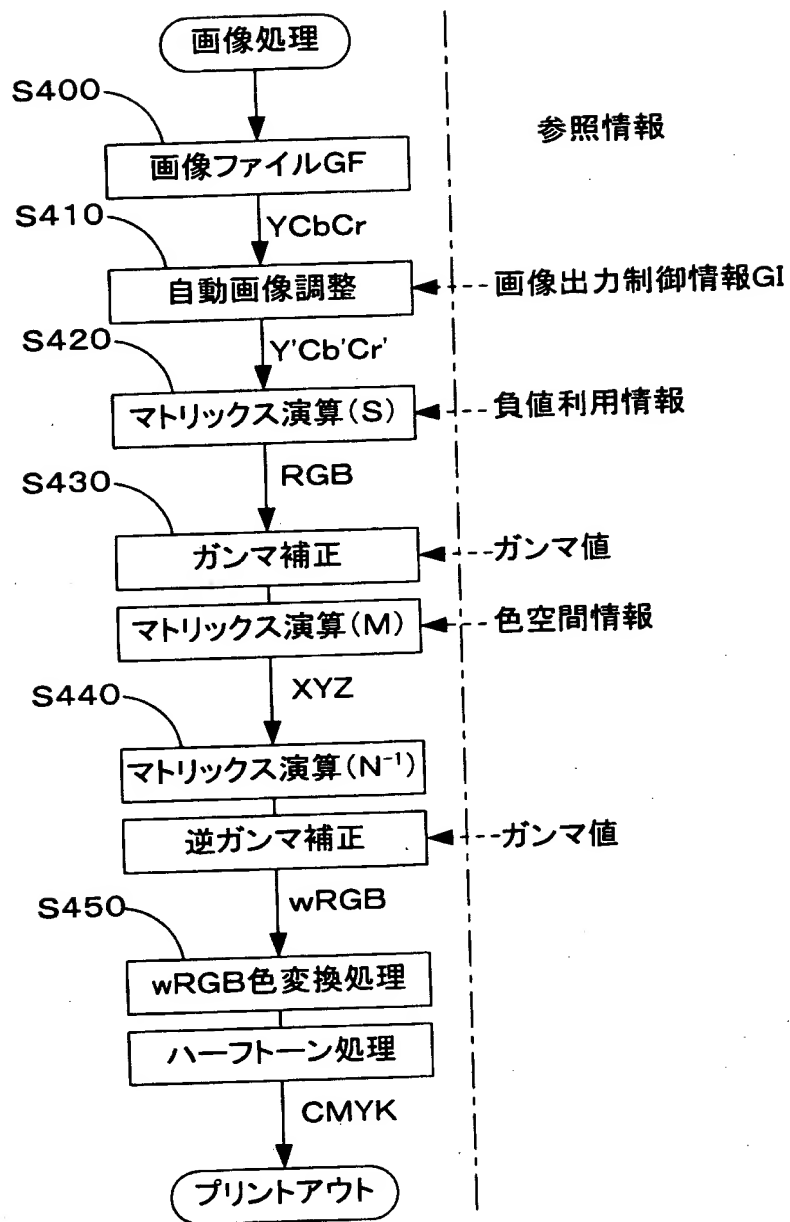 画像処理
S400
参照情報
画像ファイルGF
S410
YCbCr
自動画像調整
画像出力制御情報GI
S420
Y'Cb'Cr'
マトリックス演算(S)
負値利用情報
RGB
S430
ガンマ補正
ガンマ値
マトリックス演算(M)
色空間情報
XYZ
S440
マトリックス演算(N⁻¹)
逆ガンマ補正
ガンマ値
wRGB
S450
wRGB色変換処理
ハーフトーン処理
CMYK
プリントアウト